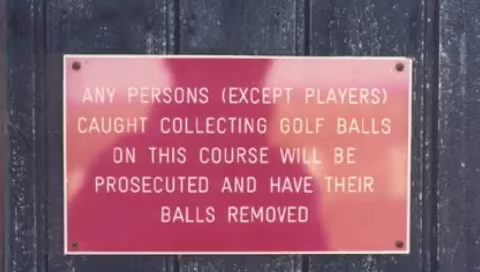 ANY PERSONS (EXCEPT PLAYERS)
CAUGHT COLLECTING GOLF BALLS
ON THIS COURSE WILL BE
PROSECUTED AND HAVE THEIR
BALLS REMOVED